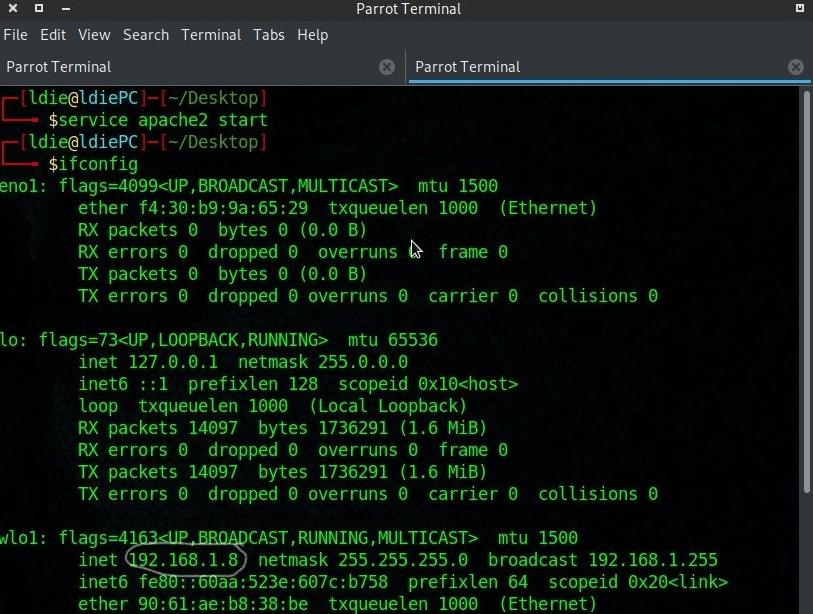 Parrot Terminal
File Edit View Search Terminal Tabs Help
Parrot Terminal Parrot Terminal
[ldie@ldiePC]─[~/Desktop]
$service apache2 start
[ldie@ldiePC]─[~/Desktop]
$ifconfig
eno1: flags=4099<UP,BROADCAST,MULTICAST>  mtu 1500
ether f4:30:b9:9a:65:29  txqueuelen 1000  (Ethernet)
RX packets 0  bytes 0 (0.0 B)
RX errors 0  dropped 0  overruns 0  frame 0
TX packets 0  bytes 0 (0.0 B)
TX errors 0  dropped 0 overruns 0  carrier 0  collisions 0
lo: flags=73<UP,LOOPBACK,RUNNING>  mtu 65536
inet 127.0.0.1  netmask 255.0.0.0
inet6 ::1  prefixlen 128  scopeid 0x10<host>
loop  txqueuelen 1000  (Local Loopback)
RX packets 14097  bytes 1736291 (1.6 MiB)
RX errors 0  dropped 0  overruns 0  frame 0
TX packets 14097  bytes 1736291 (1.6 MiB)
TX errors 0  dropped 0 overruns 0  carrier 0  collisions 0
wlo1: flags=4163<UP,BROADCAST,RUNNING,MULTICAST>  mtu 1500
inet 192.168.1.8  netmask 255.255.255.0  broadcast 192.168.1.255
inet6 fe80::60aa:523e:607c:b758  prefixlen 64  scopeid 0x20<link>
ether 90:61:ae:b8:38:be  txqueuelen 1000  (Ethernet)